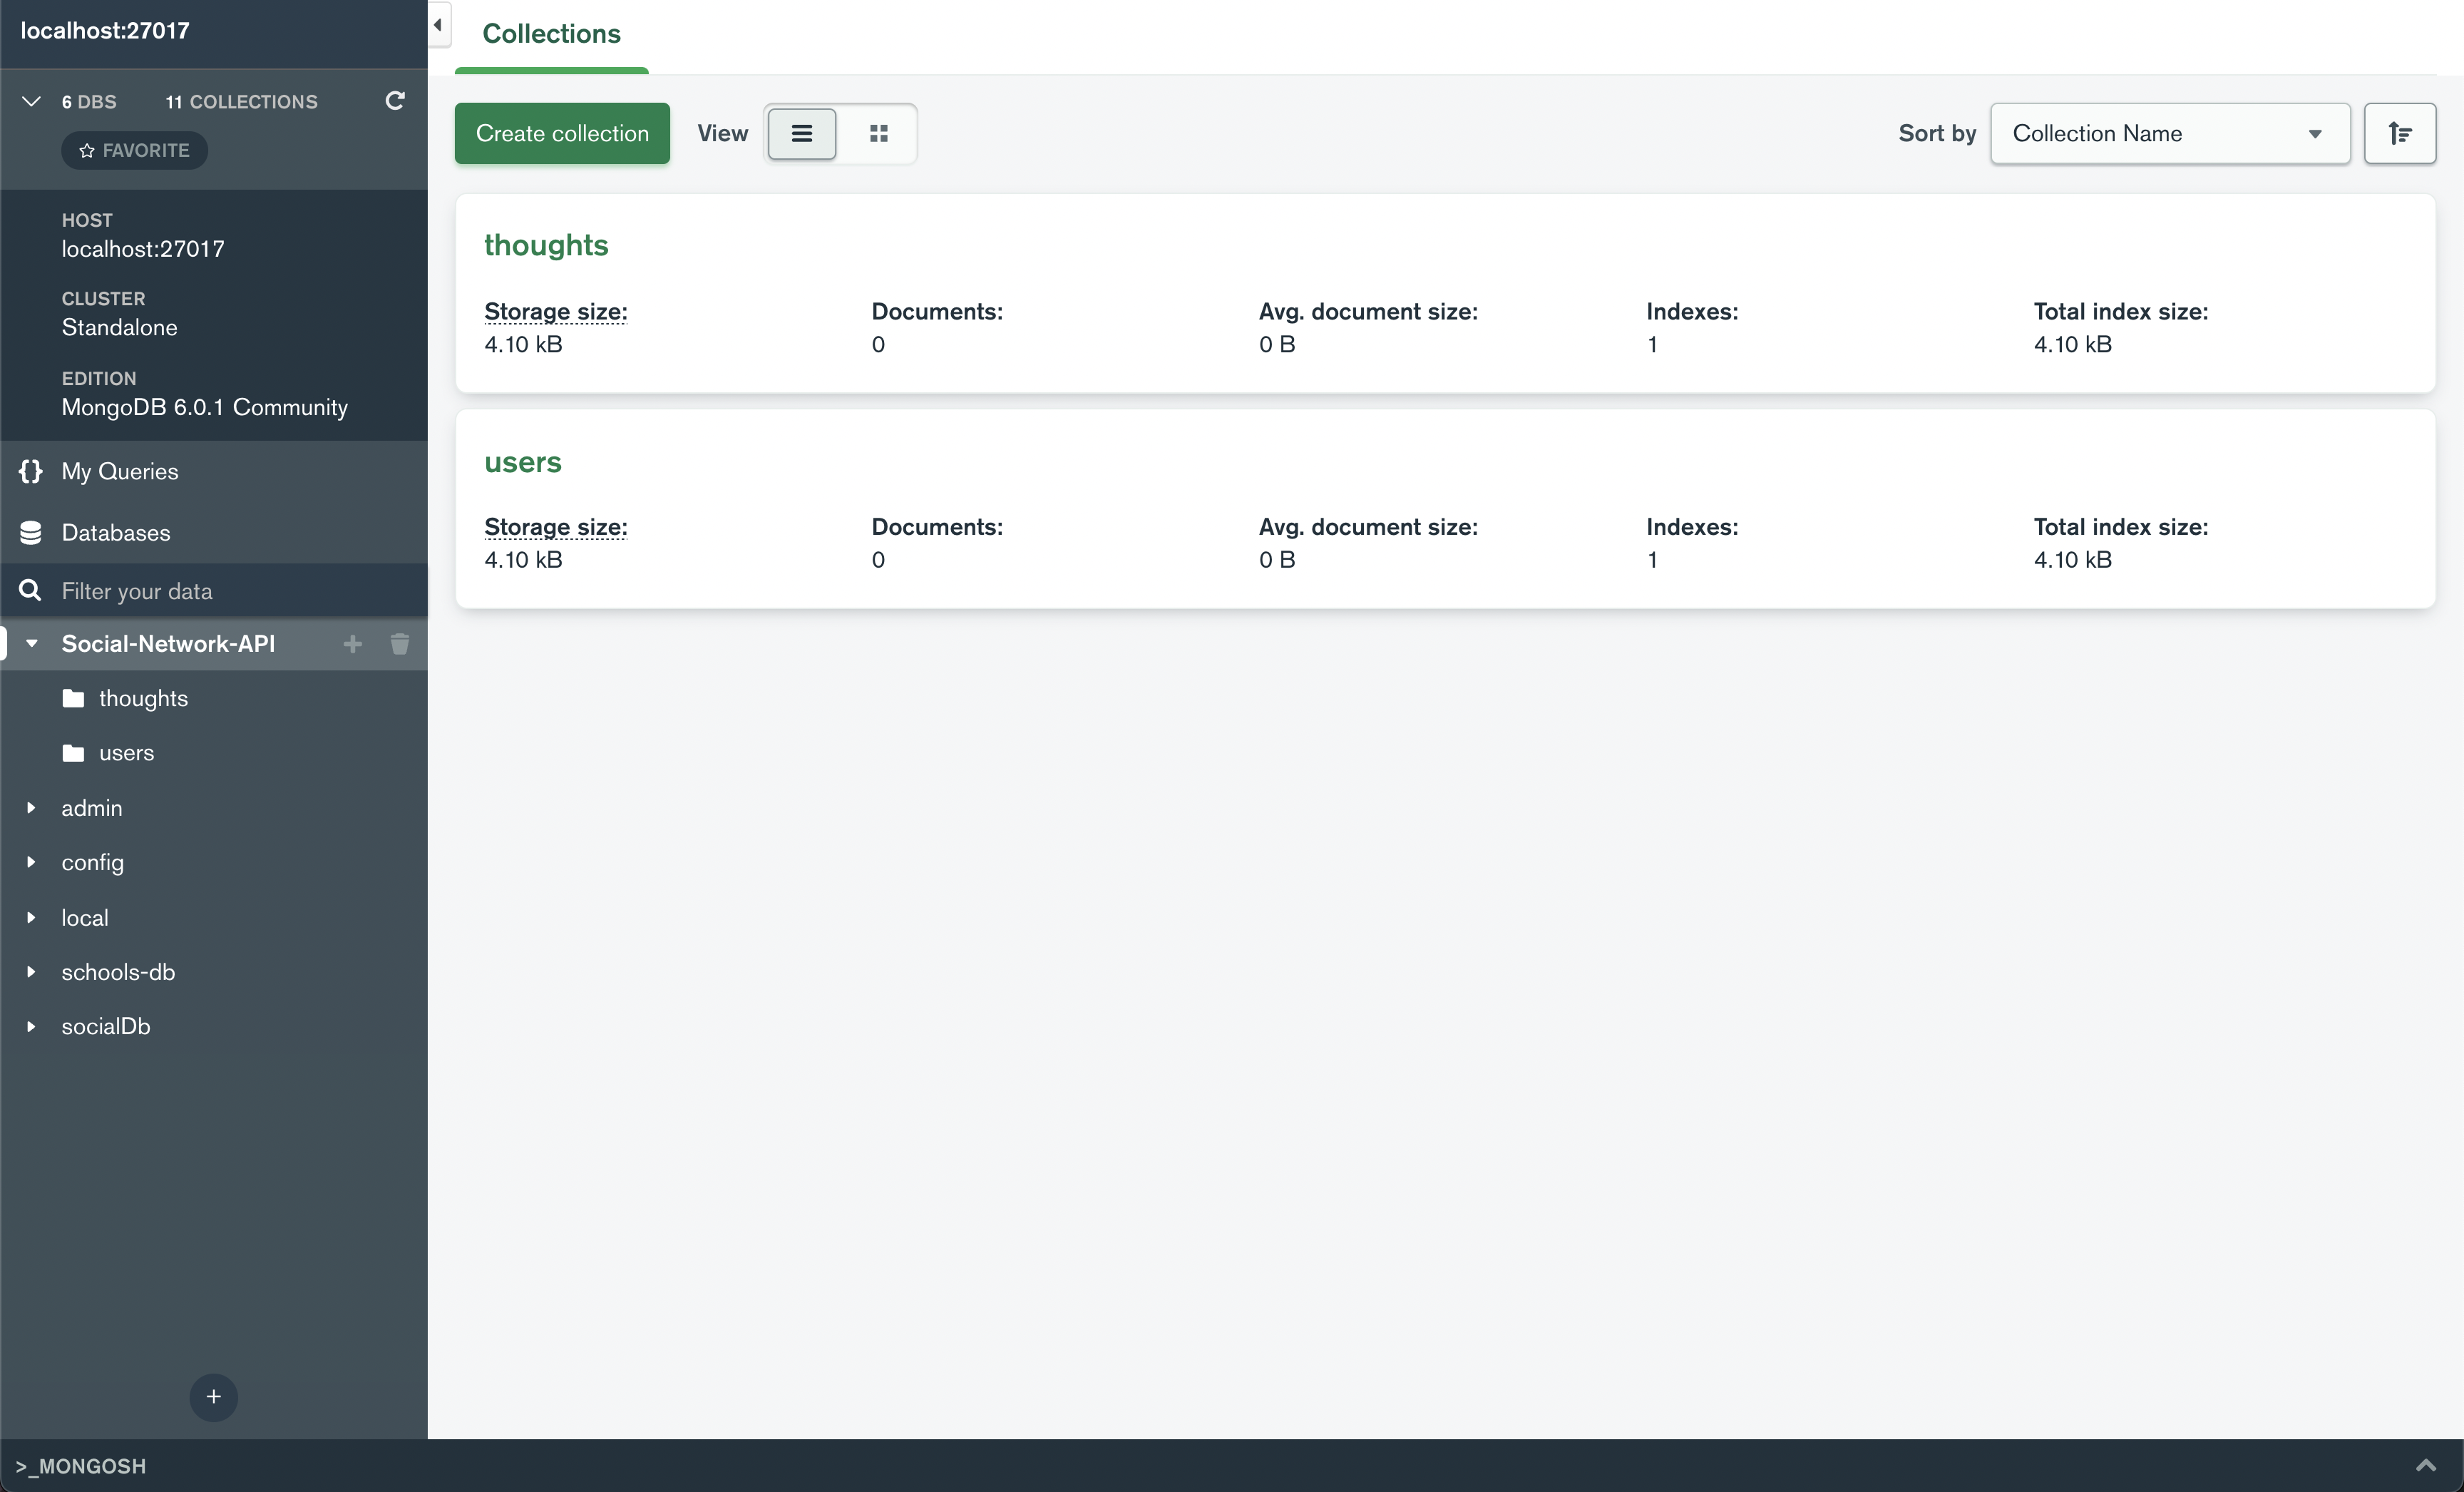 localhost:27017
6 DBS 11 COLLECTIONS
FAVORITE
HOST
localhost:27017
CLUSTER
Standalone
EDITION
MongoDB 6.0.1 Community
{} My Queries
Databases
Filter your data
Social-Network-API
thoughts
users
admin
config
local
schools-db
socialDb
+
Collections
Create collection View Sort by Collection Name
thoughts
Storage size: Documents: Avg. document size: Indexes: Total index size:
4.10 kB 0 0 B 1 4.10 kB
users
Storage size: Documents: Avg. document size: Indexes: Total index size:
4.10 kB 0 0 B 1 4.10 kB
>_MONGOSH